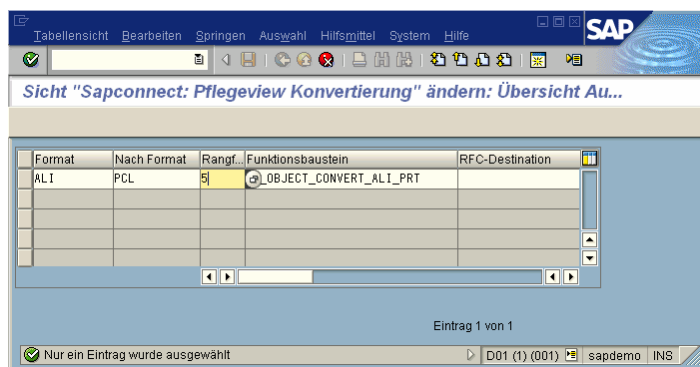 Tabellensicht Bearbeiten Springen Auswahl Hilfsmittel System Hilfe
SAP
Sicht "Sapconnect: Pflegeview Konvertierung" ändern: Übersicht Au...
Format Nach Format Rangf... Funktionsbaustein RFC-Destination
ALI PCL 5 _OBJECT_CONVERT_ALI_PRT
Eintrag 1 von 1
Nur ein Eintrag wurde ausgewählt D01 (1) (001) sapdemo INS